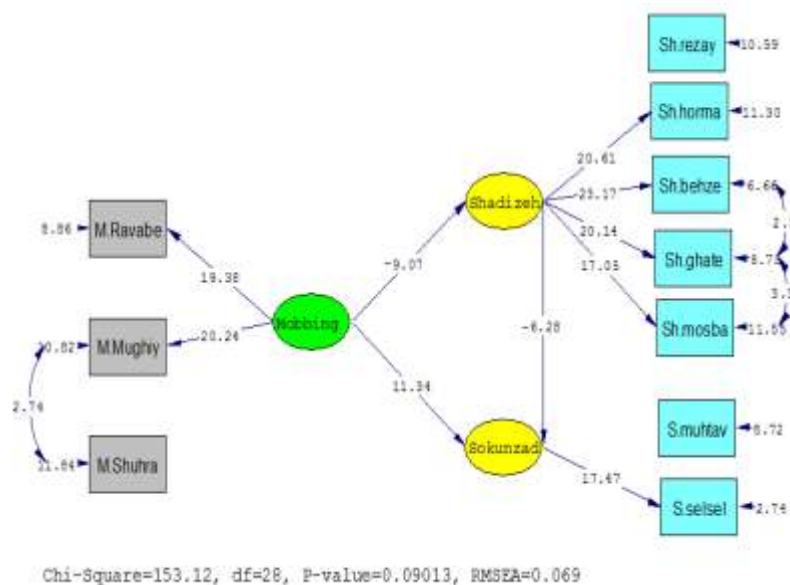 Sh.rezay
10.59
Sh.horma
11.30
20.61
Sh.behze
6.66
23.17
Shadizeh
M.Ravabe
8.86
20.14
Sh.ghate
17.05
19.38
-9.07
Sh.mosba
Mobbing
-6.28
M.Mughiy
20.24
11.34
2.74
S.muhtav
8.72
Sokunzad
M.Shuhra
17.47
S.selsel
2.76
Chi-Square=153.12, df=28, P-value=0.09013, RMSEA=0.069